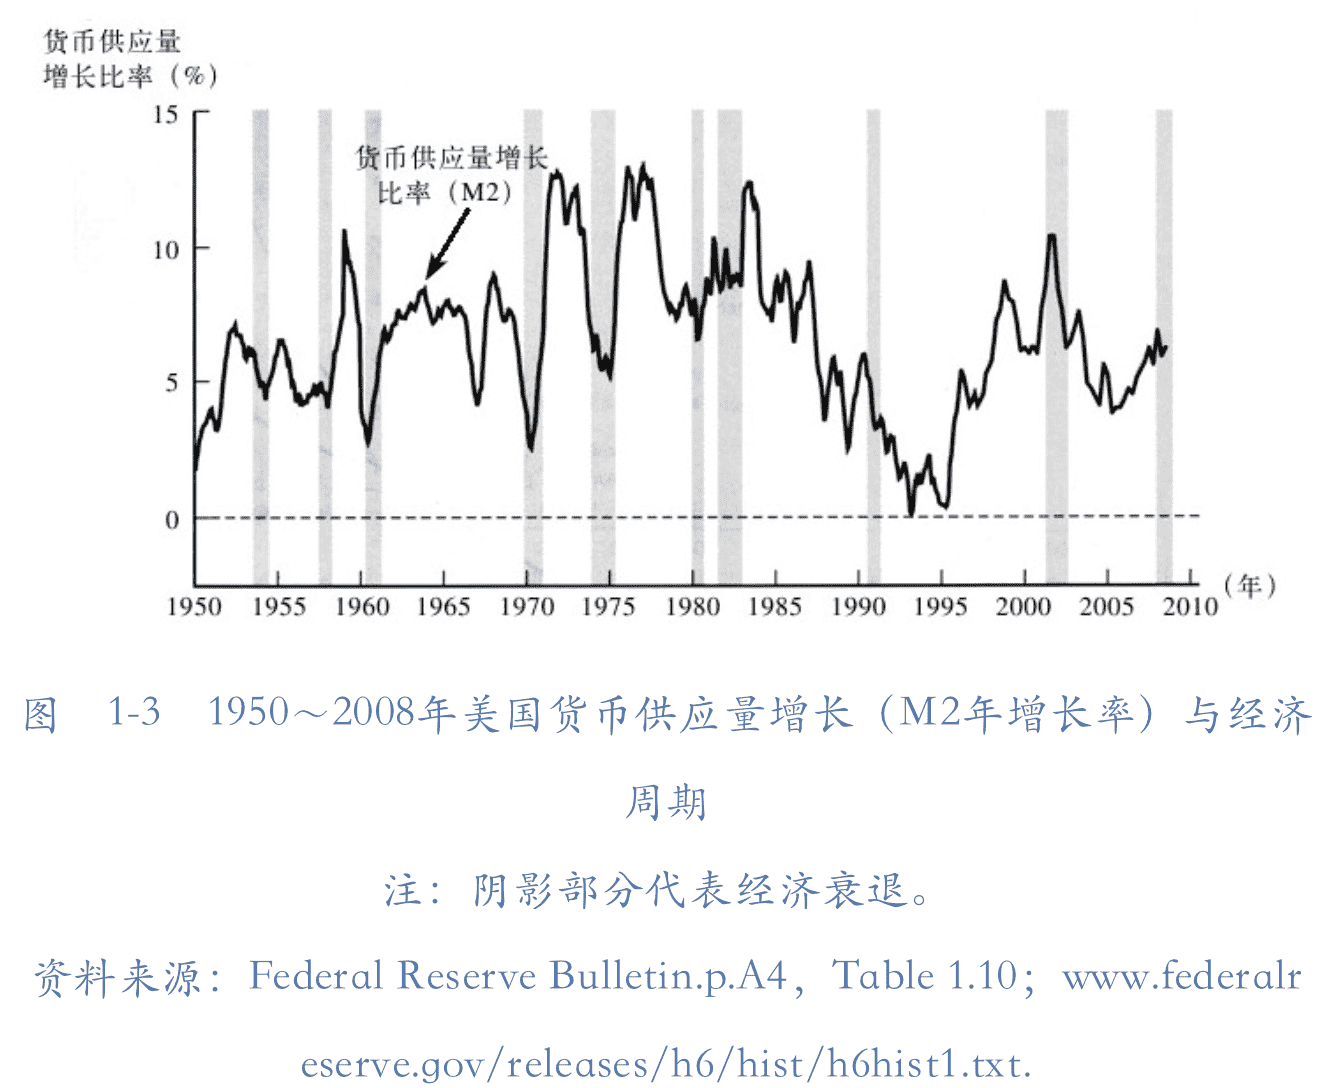 货币供应量
增长比率（%）
15
货币供应量增长
比率（M2）
10
5
0
1950 1955 1960 1965 1970 1975 1980 1985 1990 1995 2000 2005 2010
（年）
图 1-3 1950～2008年美国货币供应量增长（M2年增长率）与经济
周期
注：阴影部分代表经济衰退。
资料来源：Federal Reserve Bulletin.p.A4，Table 1.10；www.federalr
eserve.gov/releases/h6/hist/h6hist1.txt.